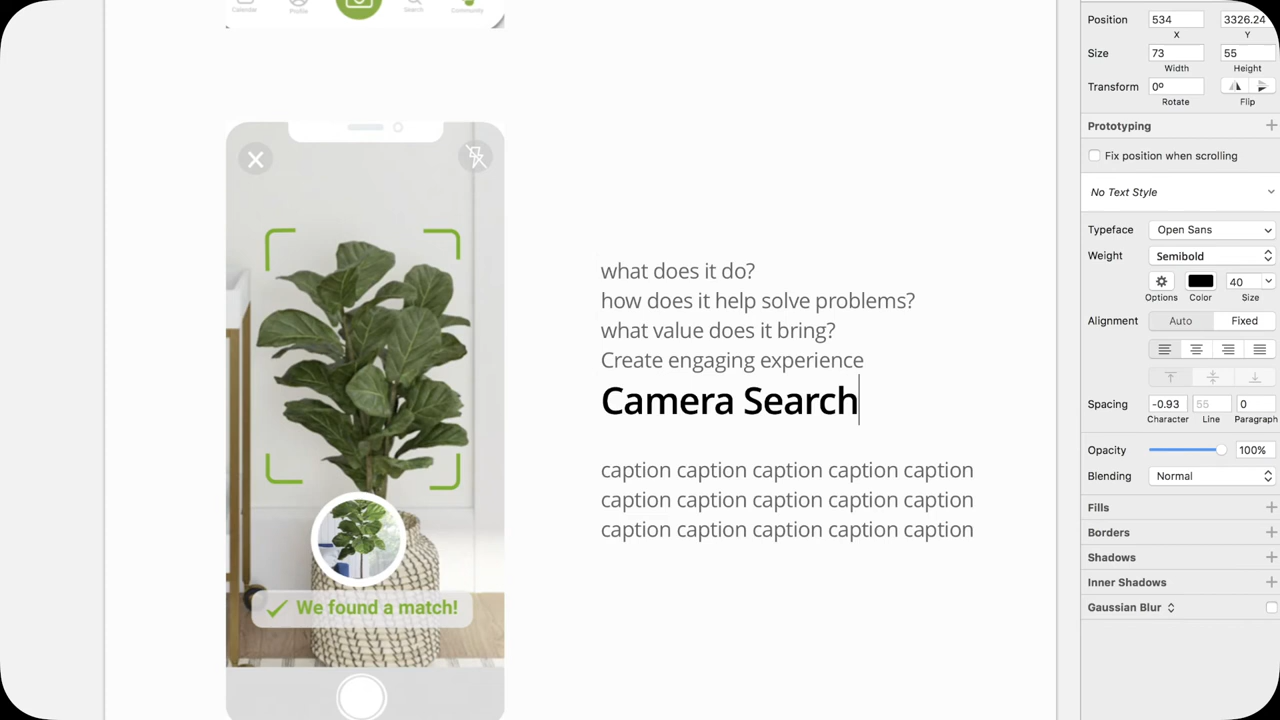 Calendar
Profile
Search
Community
We found a match!
what does it do?
how does it help solve problems?
what value does it bring?
Create engaging experience
Camera Search
caption caption caption caption caption
caption caption caption caption caption
caption caption caption caption caption
Position 534 3326.24
X Y
Size 73 55
Width Height
Transform 0º
Rotate Flip
Prototyping
Fix position when scrolling
No Text Style
Typeface Open Sans
Weight Semibold
40
Options Color Size
Alignment Auto Fixed
Spacing -0.93 55 0
Character Line Paragraph
Opacity 100%
Blending Normal
Fills
Borders
Shadows
Inner Shadows
Gaussian Blur